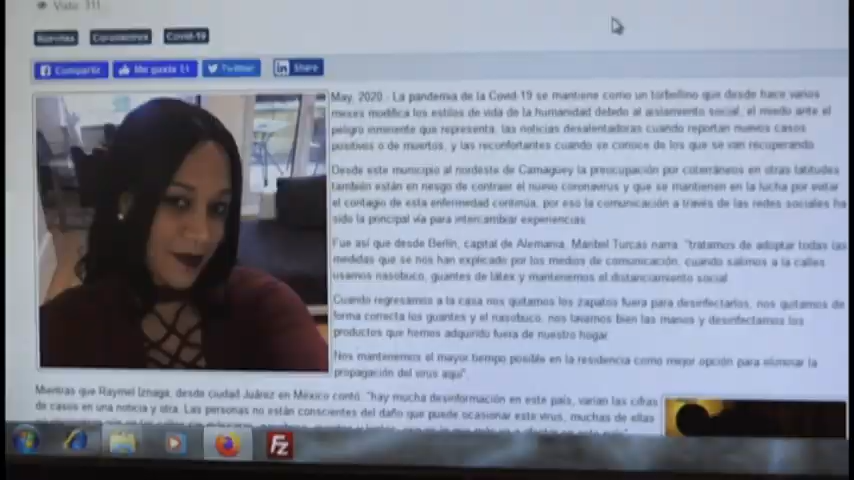 Visto: 311
Noticias Coronavirus Covid-19
Compartir Me gusta 11 Twitter in Share
May, 2020 - La pandemia de la Covid-19 se mantiene como un torbellino que desde hace varios
meses modifica los estilos de vida de la humanidad debido al aislamiento social, el miedo ante el
peligro inminente que representa, las noticias desalentadoras cuando reportan nuevos casos
positivos o de muertos, y las reconfortantes cuando se conoce de los que se van recuperando
Desde este municipio al nordeste de Camagüey la preocupación por coterráneos en otras latitudes
también están en riesgo de contraer el nuevo coronavirus y que se mantienen en la lucha por evitar
el contagio de esta enfermedad continúa, por eso la comunicación a través de las redes sociales ha
sido la principal vía para intercambiar experiencias
Fue así que desde Berlín, capital de Alemania, Maribel Turcás narra: "tratamos de adoptar todas las
medidas que se nos han explicado por los medios de comunicación, cuando salimos a la calles
usamos nasobuco, guantes de látex y mantenemos el distanciamiento social
Cuando regresamos a la casa nos quitamos los zapatos fuera para desinfectarlos, nos quitamos de
forma correcta los guantes y el nasobuco, nos lavamos bien las manos y desinfectamos los
productos que hemos adquirido fuera de nuestro hogar.
Nos mantenemos el mayor tiempo posible en la residencia como mejor opción para eliminar la
propagación del virus aquí".
Mientras que Raymel Iznaga, desde ciudad Juárez en México contó: "hay mucha desinformación en este país, varían las cifras
de casos en una noticia y otra. Las personas no están conscientes del daño que puede ocasionar este virus, muchas de ellas